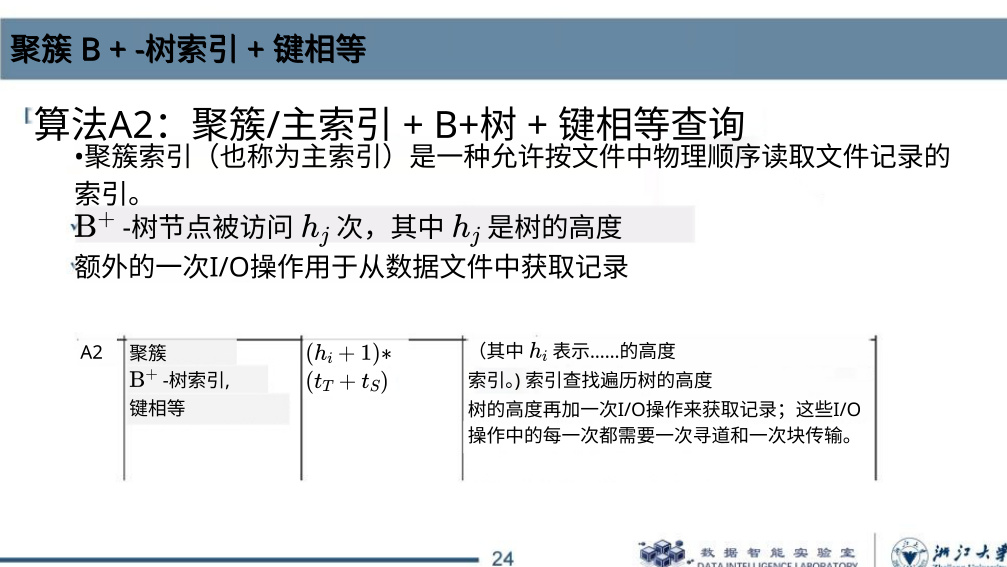 聚簇 B + -树索引 + 键相等
算法A2：聚簇/主索引 + B+树 + 键相等查询
•聚簇索引（也称为主索引）是一种允许按文件中物理顺序读取文件记录的
索引。
B⁺ -树节点被访问 hⱼ 次，其中 hⱼ 是树的高度
额外的一次I/O操作用于从数据文件中获取记录
A2
聚簇
B⁺ -树索引,
键相等
(hᵢ + 1)∗
(t_T + t_S)
（其中 hᵢ 表示......的高度
索引。) 索引查找遍历树的高度
树的高度再加一次I/O操作来获取记录；这些I/O
操作中的每一次都需要一次寻道和一次块传输。
24
数据智能实验室
DATA INTELLIGENCE LABORATORY
浙江大学